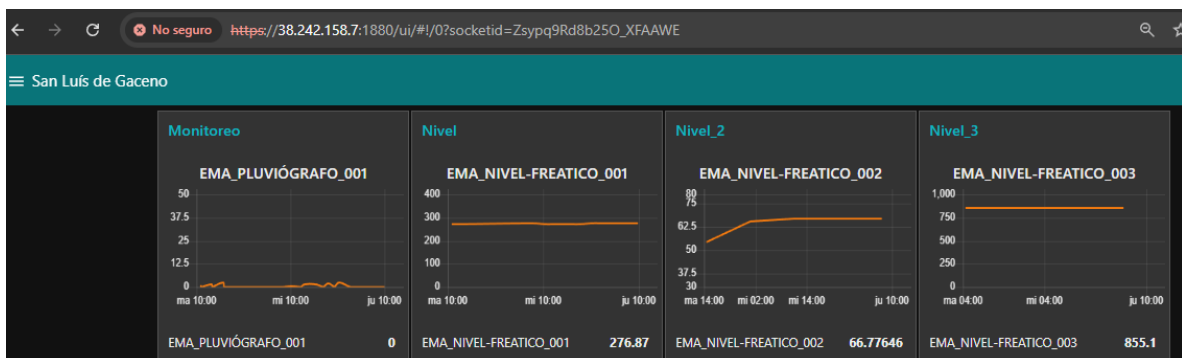 No seguro https://38.242.158.7:1880/ui/#!/0?socketid=Zsypq9Rd8b25O_XFAAWE
San Luís de Gaceno
Monitoreo
EMA_PLUVIÓGRAFO_001
50
37.5
25
12.5
0
ma 10:00 mi 10:00 ju 10:00
EMA_PLUVIÓGRAFO_001 0
Nivel
EMA_NIVEL-FREATICO_001
400
300
200
100
0
ma 10:00 mi 10:00 ju 10:00
EMA_NIVEL-FREATICO_001 276.87
Nivel_2
EMA_NIVEL-FREATICO_002
80
75
62.5
50
37.5
30
ma 14:00 mi 02:00 mi 14:00 ju 10:00
EMA_NIVEL-FREATICO_002 66.77646
Nivel_3
EMA_NIVEL-FREATICO_003
1,000
750
500
250
0
ma 04:00 mi 04:00 ju 10:00
EMA_NIVEL-FREATICO_003 855.1